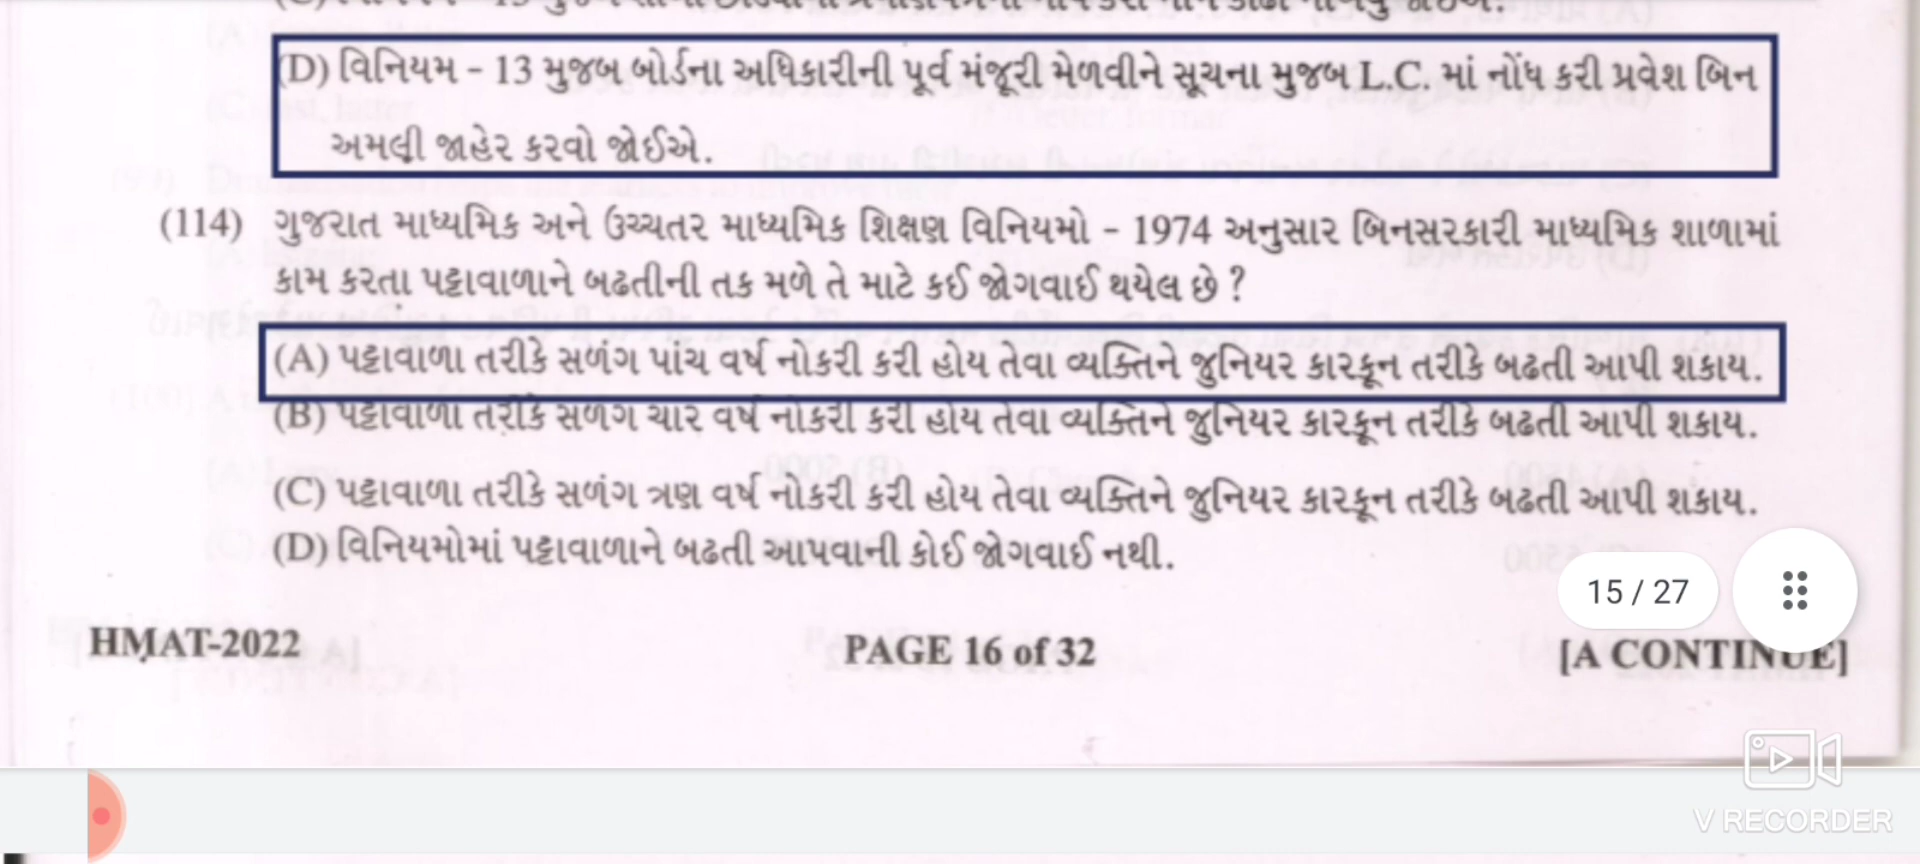 (D) વિનિયમ - 13 મુજબ બોર્ડના અધિકારીની પૂર્વ મંજૂરી મેળવીને સૂચના મુજબ L.C. માં નોંધ કરી પ્રવેશ બિન
અમલી જાહેર કરવો જોઈએ.
(114) ગુજરાત માધ્યમિક અને ઉચ્ચતર માધ્યમિક શિક્ષણ વિનિયમો - 1974 અનુસાર બિનસરકારી માધ્યમિક શાળામાં
કામ કરતા પટ્ટાવાળાને બઢતીની તક મળે તે માટે કઈ જોગવાઈ થયેલ છે ?
(A) પટ્ટાવાળા તરીકે સળંગ પાંચ વર્ષ નોકરી કરી હોય તેવા વ્યક્તિને જુનિયર કારકૂન તરીકે બઢતી આપી શકાય.
(B) પટ્ટાવાળા તરીકે સળંગ ચાર વર્ષ નોકરી કરી હોય તેવા વ્યક્તિને જુનિયર કારકૂન તરીકે બઢતી આપી શકાય.
(C) પટ્ટાવાળા તરીકે સળંગ ત્રણ વર્ષ નોકરી કરી હોય તેવા વ્યક્તિને જુનિયર કારકૂન તરીકે બઢતી આપી શકાય.
(D) વિનિયમોમાં પટ્ટાવાળાને બઢતી આપવાની કોઈ જોગવાઈ નથી.
15 / 27
HMAT-2022 PAGE 16 of 32 [A CONTINUE]
V RECORDER